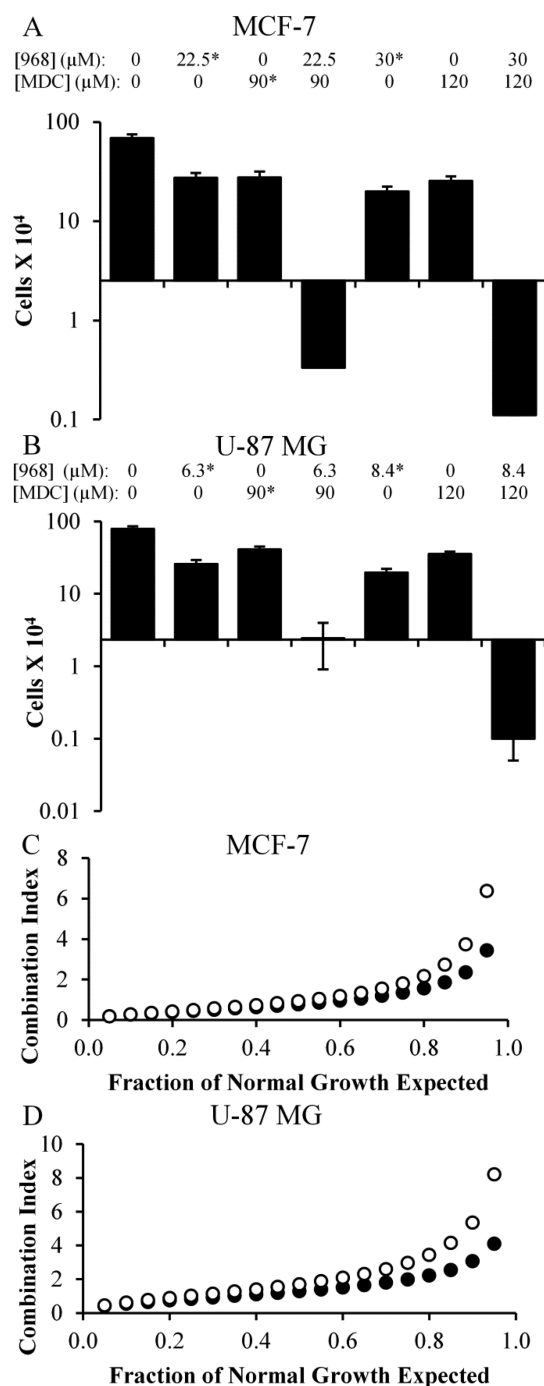 A
MCF-7
[968] (µM): 0 22.5* 0 22.5 30* 0 30
[MDC] (µM): 0 0 90* 90 0 120 120
100
10
1
0.1
Cells X 10⁴
B
U-87 MG
[968] (µM): 0 6.3* 0 6.3 8.4* 0 8.4
[MDC] (µM): 0 0 90* 90 0 120 120
100
10
1
0.1
0.01
Cells X 10⁴
C
MCF-7
8
6
4
2
0
Combination Index
0.0 0.2 0.4 0.6 0.8 1.0
Fraction of Normal Growth Expected
D
U-87 MG
10
8
6
4
2
0
Combination Index
0.0 0.2 0.4 0.6 0.8 1.0
Fraction of Normal Growth Expected